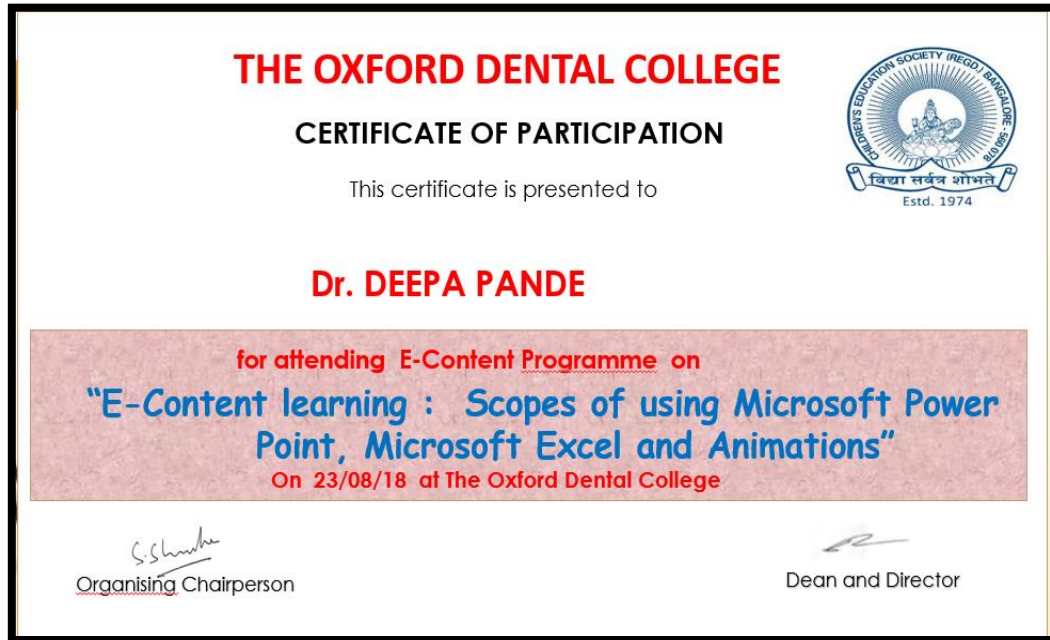 THE OXFORD DENTAL COLLEGE
CHILDREN'S EDUCATION SOCIETY (REGD.) BANGALORE - 560 078
विद्या सर्वत्र शोभते
Estd. 1974
CERTIFICATE OF PARTICIPATION
This certificate is presented to
Dr. DEEPA PANDE
for attending E-Content Programme on
"E-Content learning : Scopes of using Microsoft Power
Point, Microsoft Excel and Animations"
On 23/08/18 at The Oxford Dental College
Organising Chairperson
Dean and Director